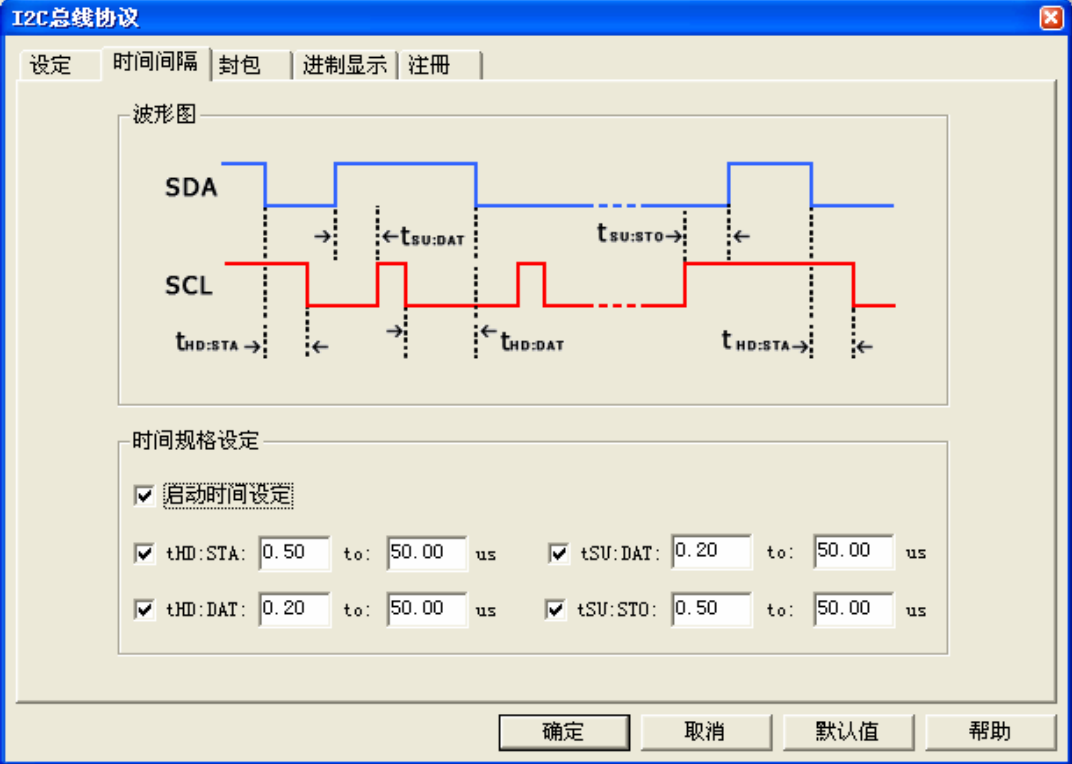 I2C总线协议
设定 时间间隔 封包 进制显示 注冊
波形图
SDA
tSU:DAT tSU:STO
SCL
tHD:STA tHD:DAT tHD:STA
时间规格设定
启动时间设定
tHD:STA: 0.50 to: 50.00 us tSU:DAT: 0.20 to: 50.00 us
tHD:DAT: 0.20 to: 50.00 us tSU:STO: 0.50 to: 50.00 us
确定 取消 默认值 帮助